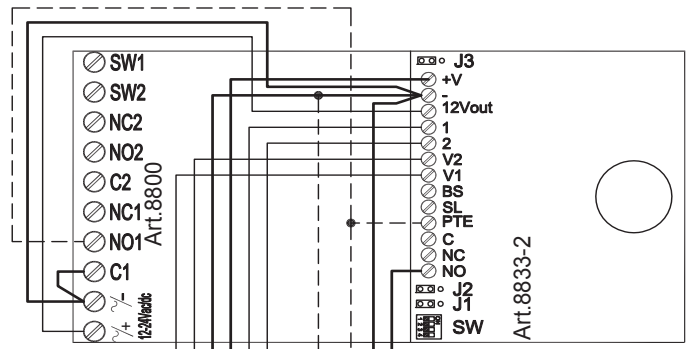 SW1
SW2
NC2
NO2
C2
NC1
NO1
C1
~/-
~/+
12-24Vac/dc
Art.8800
J3
+V
-
12Vout
1
2
V2
V1
BS
SL
PTE
C
NC
NO
J2
J1
SW
Art.8833-2